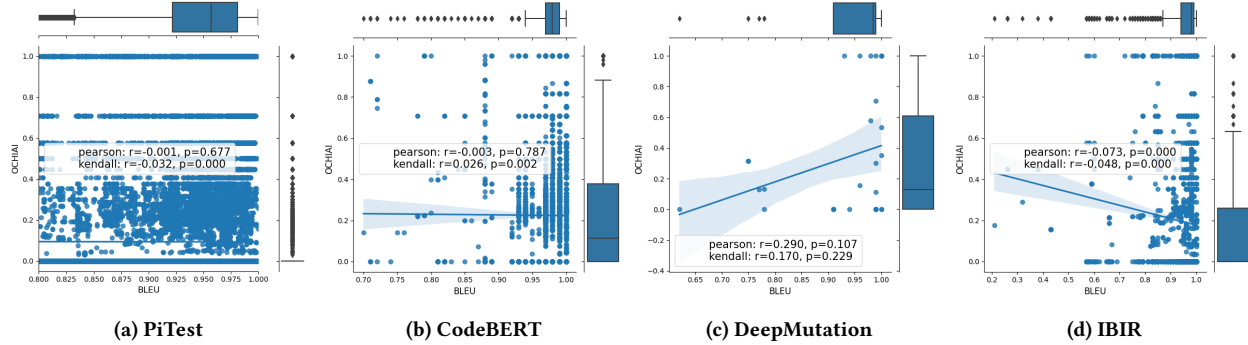 OCHIAI
1.0
0.8
0.6
0.4
0.2
0.0
pearson: r=-0.001, p=0.677
kendall: r=-0.032, p=0.000
0.800 0.825 0.850 0.875 0.900 0.925 0.950 0.975 1.000
BLEU
(a) PiTest
OCHIAI
1.0
0.8
0.6
0.4
0.2
0.0
pearson: r=-0.003, p=0.787
kendall: r=0.026, p=0.002
0.70 0.75 0.80 0.85 0.90 0.95 1.00
BLEU
(b) CodeBERT
OCHIAI
1.0
0.8
0.6
0.4
0.2
0.0
−0.2
−0.4
pearson: r=0.290, p=0.107
kendall: r=0.170, p=0.229
0.65 0.70 0.75 0.80 0.85 0.90 0.95 1.00
BLEU
(c) DeepMutation
OCHIAI
1.0
0.8
0.6
0.4
0.2
0.0
pearson: r=-0.073, p=0.000
kendall: r=-0.048, p=0.000
0.2 0.3 0.4 0.5 0.6 0.7 0.8 0.9 1.0
BLEU
(d) IBIR